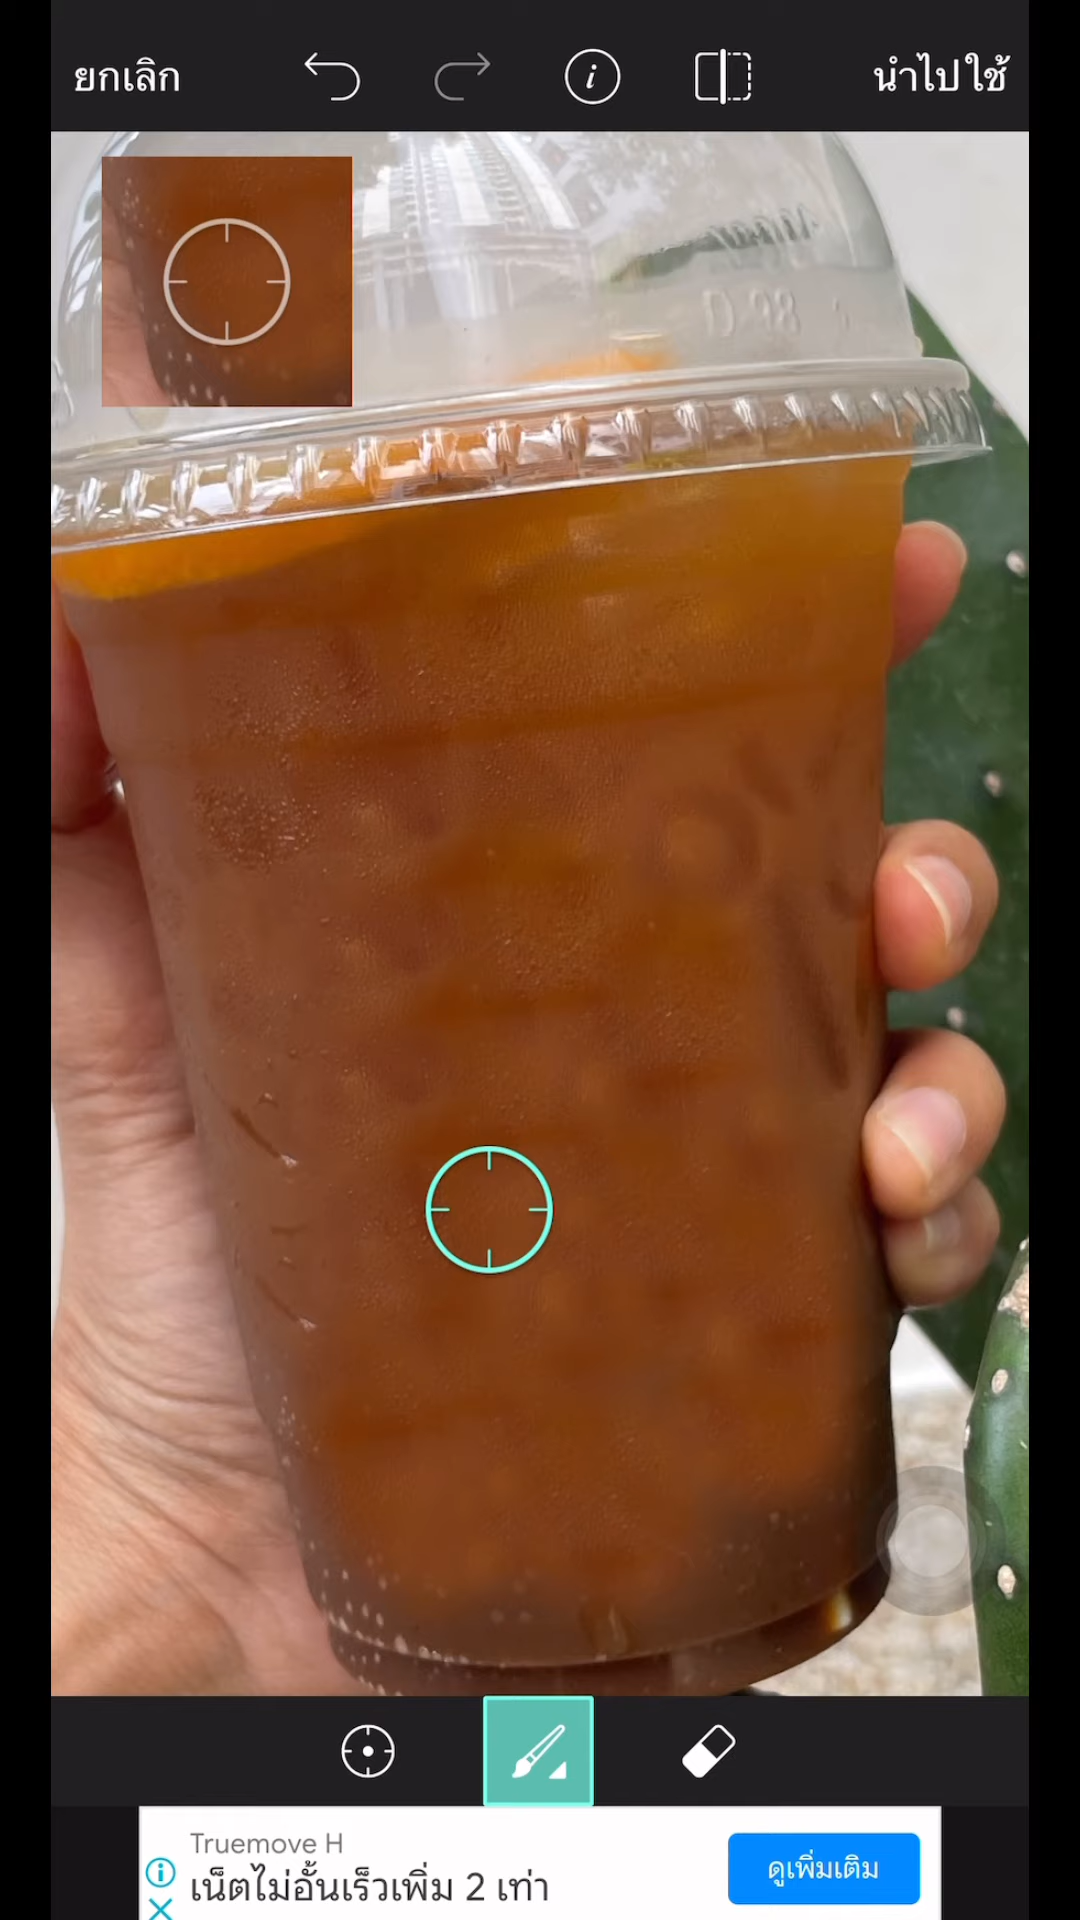 ยกเลิก
นำไปใช้
D 98
Truemove H
เน็ตไม่อั้นเร็วเพิ่ม 2 เท่า
ดูเพิ่มเติม